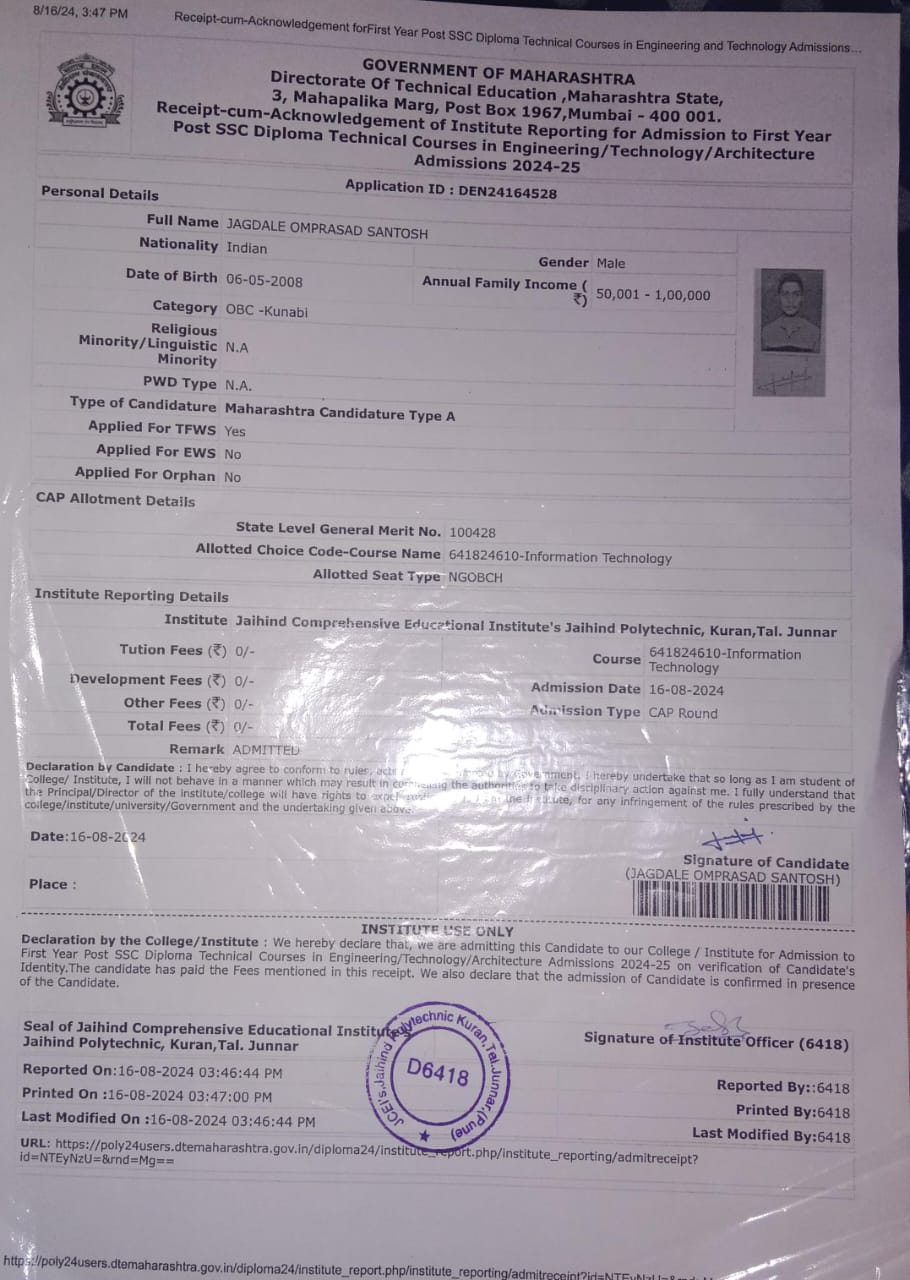 8/16/24, 3:47 PM
Receipt-cum-Acknowledgement forFirst Year Post SSC Diploma Technical Courses in Engineering and Technology Admissions...
GOVERNMENT OF MAHARASHTRA
Directorate Of Technical Education ,Maharashtra State,
3, Mahapalika Marg, Post Box 1967,Mumbai - 400 001.
Receipt-cum-Acknowledgement of Institute Reporting for Admission to First Year
Post SSC Diploma Technical Courses in Engineering/Technology/Architecture
Admissions 2024-25
Application ID : DEN24164528
Personal Details
Full Name JAGDALE OMPRASAD SANTOSH
Nationality Indian
Gender Male
Date of Birth 06-05-2008
Annual Family Income (
₹) 50,001 - 1,00,000
Category OBC -Kunabi
Religious
Minority/Linguistic N.A
Minority
PWD Type N.A.
Type of Candidature Maharashtra Candidature Type A
Applied For TFWS Yes
Applied For EWS No
Applied For Orphan No
CAP Allotment Details
State Level General Merit No. 100428
Allotted Choice Code-Course Name 641824610-Information Technology
Allotted Seat Type NGOBCH
Institute Reporting Details
Institute Jaihind Comprehensive Educational Institute's Jaihind Polytechnic, Kuran,Tal. Junnar
Tution Fees (₹) 0/-
Course 641824610-Information
Technology
Development Fees (₹) 0/-
Admission Date 16-08-2024
Other Fees (₹) 0/-
Admission Type CAP Round
Total Fees (₹) 0/-
Remark ADMITTED
Declaration by Candidate : I hereby agree to conform to rules, acts by Government. I hereby undertake that so long as I am student of
College/ Institute, I will not behave in a manner which may result in the authorities to take disciplinary action against me. I fully understand that
the Principal/Director of the institute/college will have rights to the institute, for any infringement of the rules prescribed by the
college/institute/university/Government and the undertaking given above.
Date:16-08-2024
Signature of Candidate
(JAGDALE OMPRASAD SANTOSH)
Place :
INSTITUTE USE ONLY
Declaration by the College/Institute : We hereby declare that, we are admitting this Candidate to our College / Institute for Admission to
First Year Post SSC Diploma Technical Courses in Engineering/Technology/Architecture Admissions 2024-25 on verification of Candidate's
Identity.The candidate has paid the Fees mentioned in this receipt. We also declare that the admission of Candidate is confirmed in presence
of the Candidate.
Seal of Jaihind Comprehensive Educational Institute's
Jaihind Polytechnic, Kuran,Tal. Junnar
JCEI's.Jaihind Polytechnic Kuran,Tal.Junnar,(Pune)
D6418
Signature of Institute Officer (6418)
Reported On:16-08-2024 03:46:44 PM
Reported By::6418
Printed On :16-08-2024 03:47:00 PM
Printed By:6418
Last Modified On :16-08-2024 03:46:44 PM
Last Modified By:6418
URL: https://poly24users.dtemaharashtra.gov.in/diploma24/institute_report.php/institute_reporting/admitreceipt?
id=NTEyNzU=&rnd=Mg==
https://poly24users.dtemaharashtra.gov.in/diploma24/institute_report.php/institute_reporting/admitreceipt?id=NTEyNzU=&rnd=M